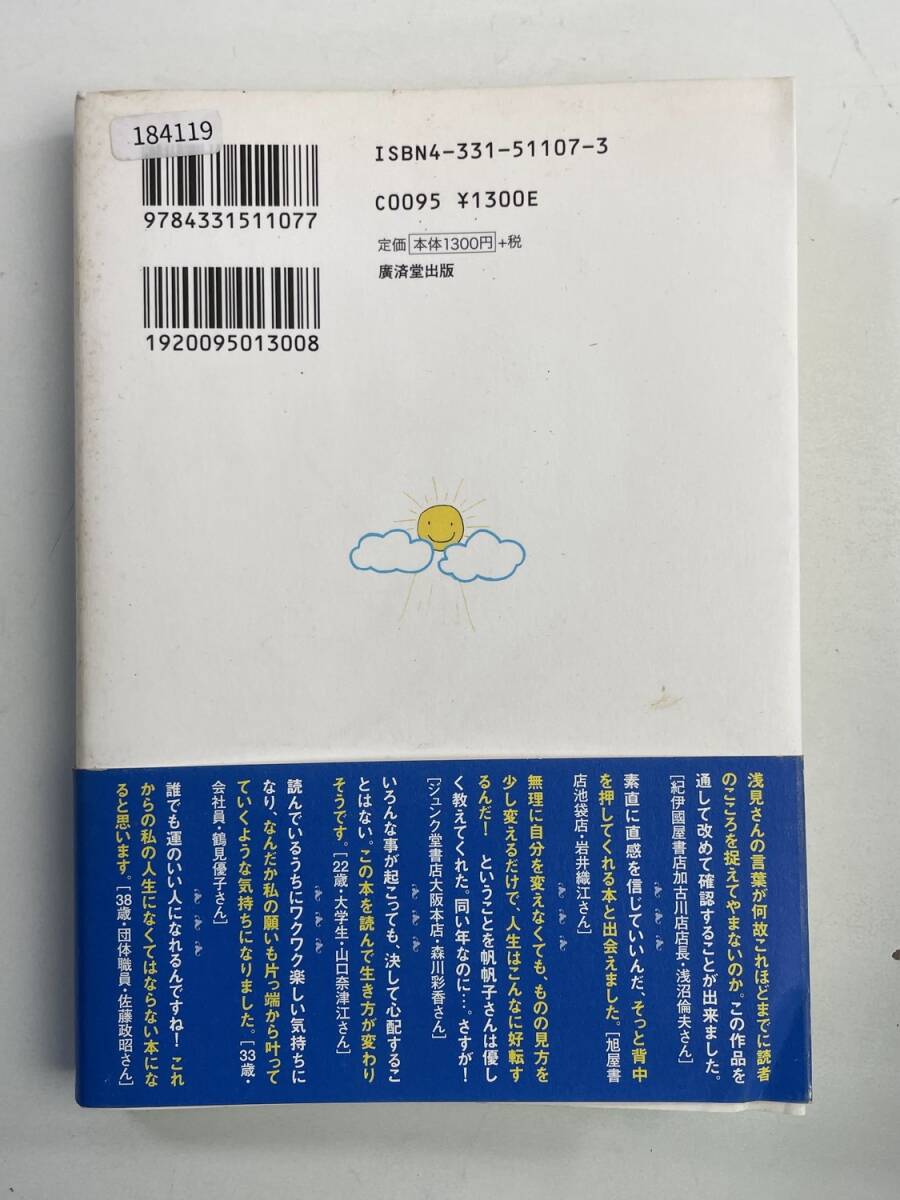 184119
9784331511077
1920095013008
ISBN4-331-51107-3
C0095 ¥1300E
定価 本体1300円 +税
廣済堂出版
浅見さんの言葉が何故これほどまでに読者
のこころを捉えてやまないのか。この作品を
通して改めて確認することが出来ました。
[紀伊國屋書店加古川店店長・浅沼倫夫さん]
素直に直感を信じていいんだ、そっと背中
を押してくれる本と出会えました。[旭屋書
店池袋店・岩井織江さん]
無理に自分を変えなくても、ものの見方を
少し変えるだけで、人生はこんなに好転す
るんだ! ということを帆帆子さんは優し
く教えてくれた。同い年なのに…。さすが!
[ジュンク堂書店大阪本店・森川彩香さん]
いろんな事が起こっても、決して心配するこ
とはない。この本を読んで生き方が変わり
そうです。[22歳・大学生・山口奈津江さん]
読んでいるうちにワクワク楽しい気持ちに
なり、なんだか私の願いも片っ端から叶って
いくような気持ちになりました。[33歳・
会社員・鶴見優子さん]
誰でも運のいい人になれるんですね! これ
からの私の人生になくてはならない本にな
ると思います。[38歳・団体職員・佐藤政昭さん]